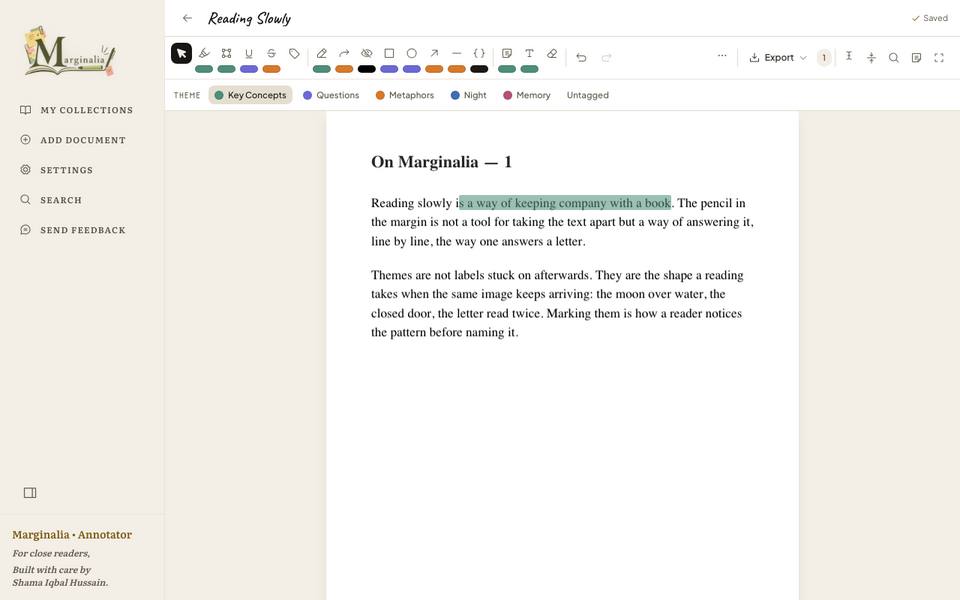 Marginalia
MY COLLECTIONS
ADD DOCUMENT
SETTINGS
SEARCH
SEND FEEDBACK
Marginalia • Annotator
For close readers,
Built with care by
Shama Iqbal Hussain.
Reading Slowly
Saved
Export
1
THEME Key Concepts Questions Metaphors Night Memory Untagged
On Marginalia — 1
Reading slowly is a way of keeping company with a book. The pencil in
the margin is not a tool for taking the text apart but a way of answering it,
line by line, the way one answers a letter.
Themes are not labels stuck on afterwards. They are the shape a reading
takes when the same image keeps arriving: the moon over water, the
closed door, the letter read twice. Marking them is how a reader notices
the pattern before naming it.